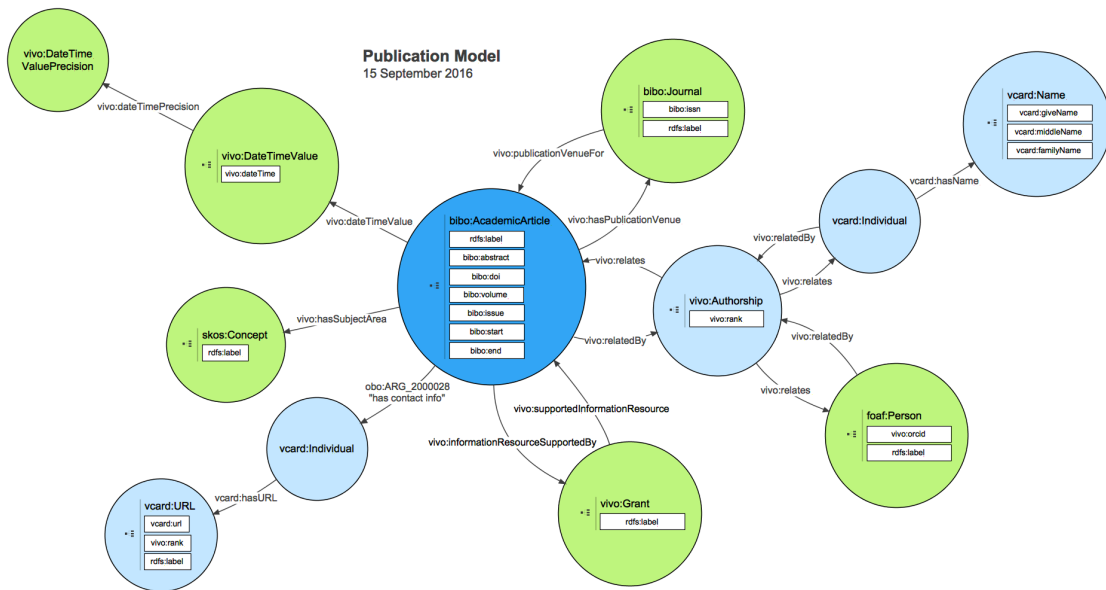 Publication Model
15 September 2016
vivo:DateTime
ValuePrecision
vivo:dateTimePrecision
vivo:DateTimeValue
vivo:dateTime
vivo:dateTimeValue
bibo:Journal
bibo:issn
rdfs:label
vivo:publicationVenueFor
vivo:hasPublicationVenue
vcard:Name
vcard:giveName
vcard:middleName
vcard:familyName
vcard:hasName
vcard:Individual
vivo:relatedBy
vivo:relates
bibo:AcademicArticle
rdfs:label
bibo:abstract
bibo:doi
bibo:volume
bibo:issue
bibo:start
bibo:end
vivo:relates
vivo:relatedBy
vivo:Authorship
vivo:rank
vivo:relatedBy
vivo:relates
foaf:Person
vivo:orcid
rdfs:label
vivo:hasSubjectArea
skos:Concept
rdfs:label
obo:ARG_2000028
"has contact info"
vcard:Individual
vcard:hasURL
vcard:URL
vcard:url
vivo:rank
rdfs:label
vivo:supportedInformationResource
vivo:informationResourceSupportedBy
vivo:Grant
rdfs:label